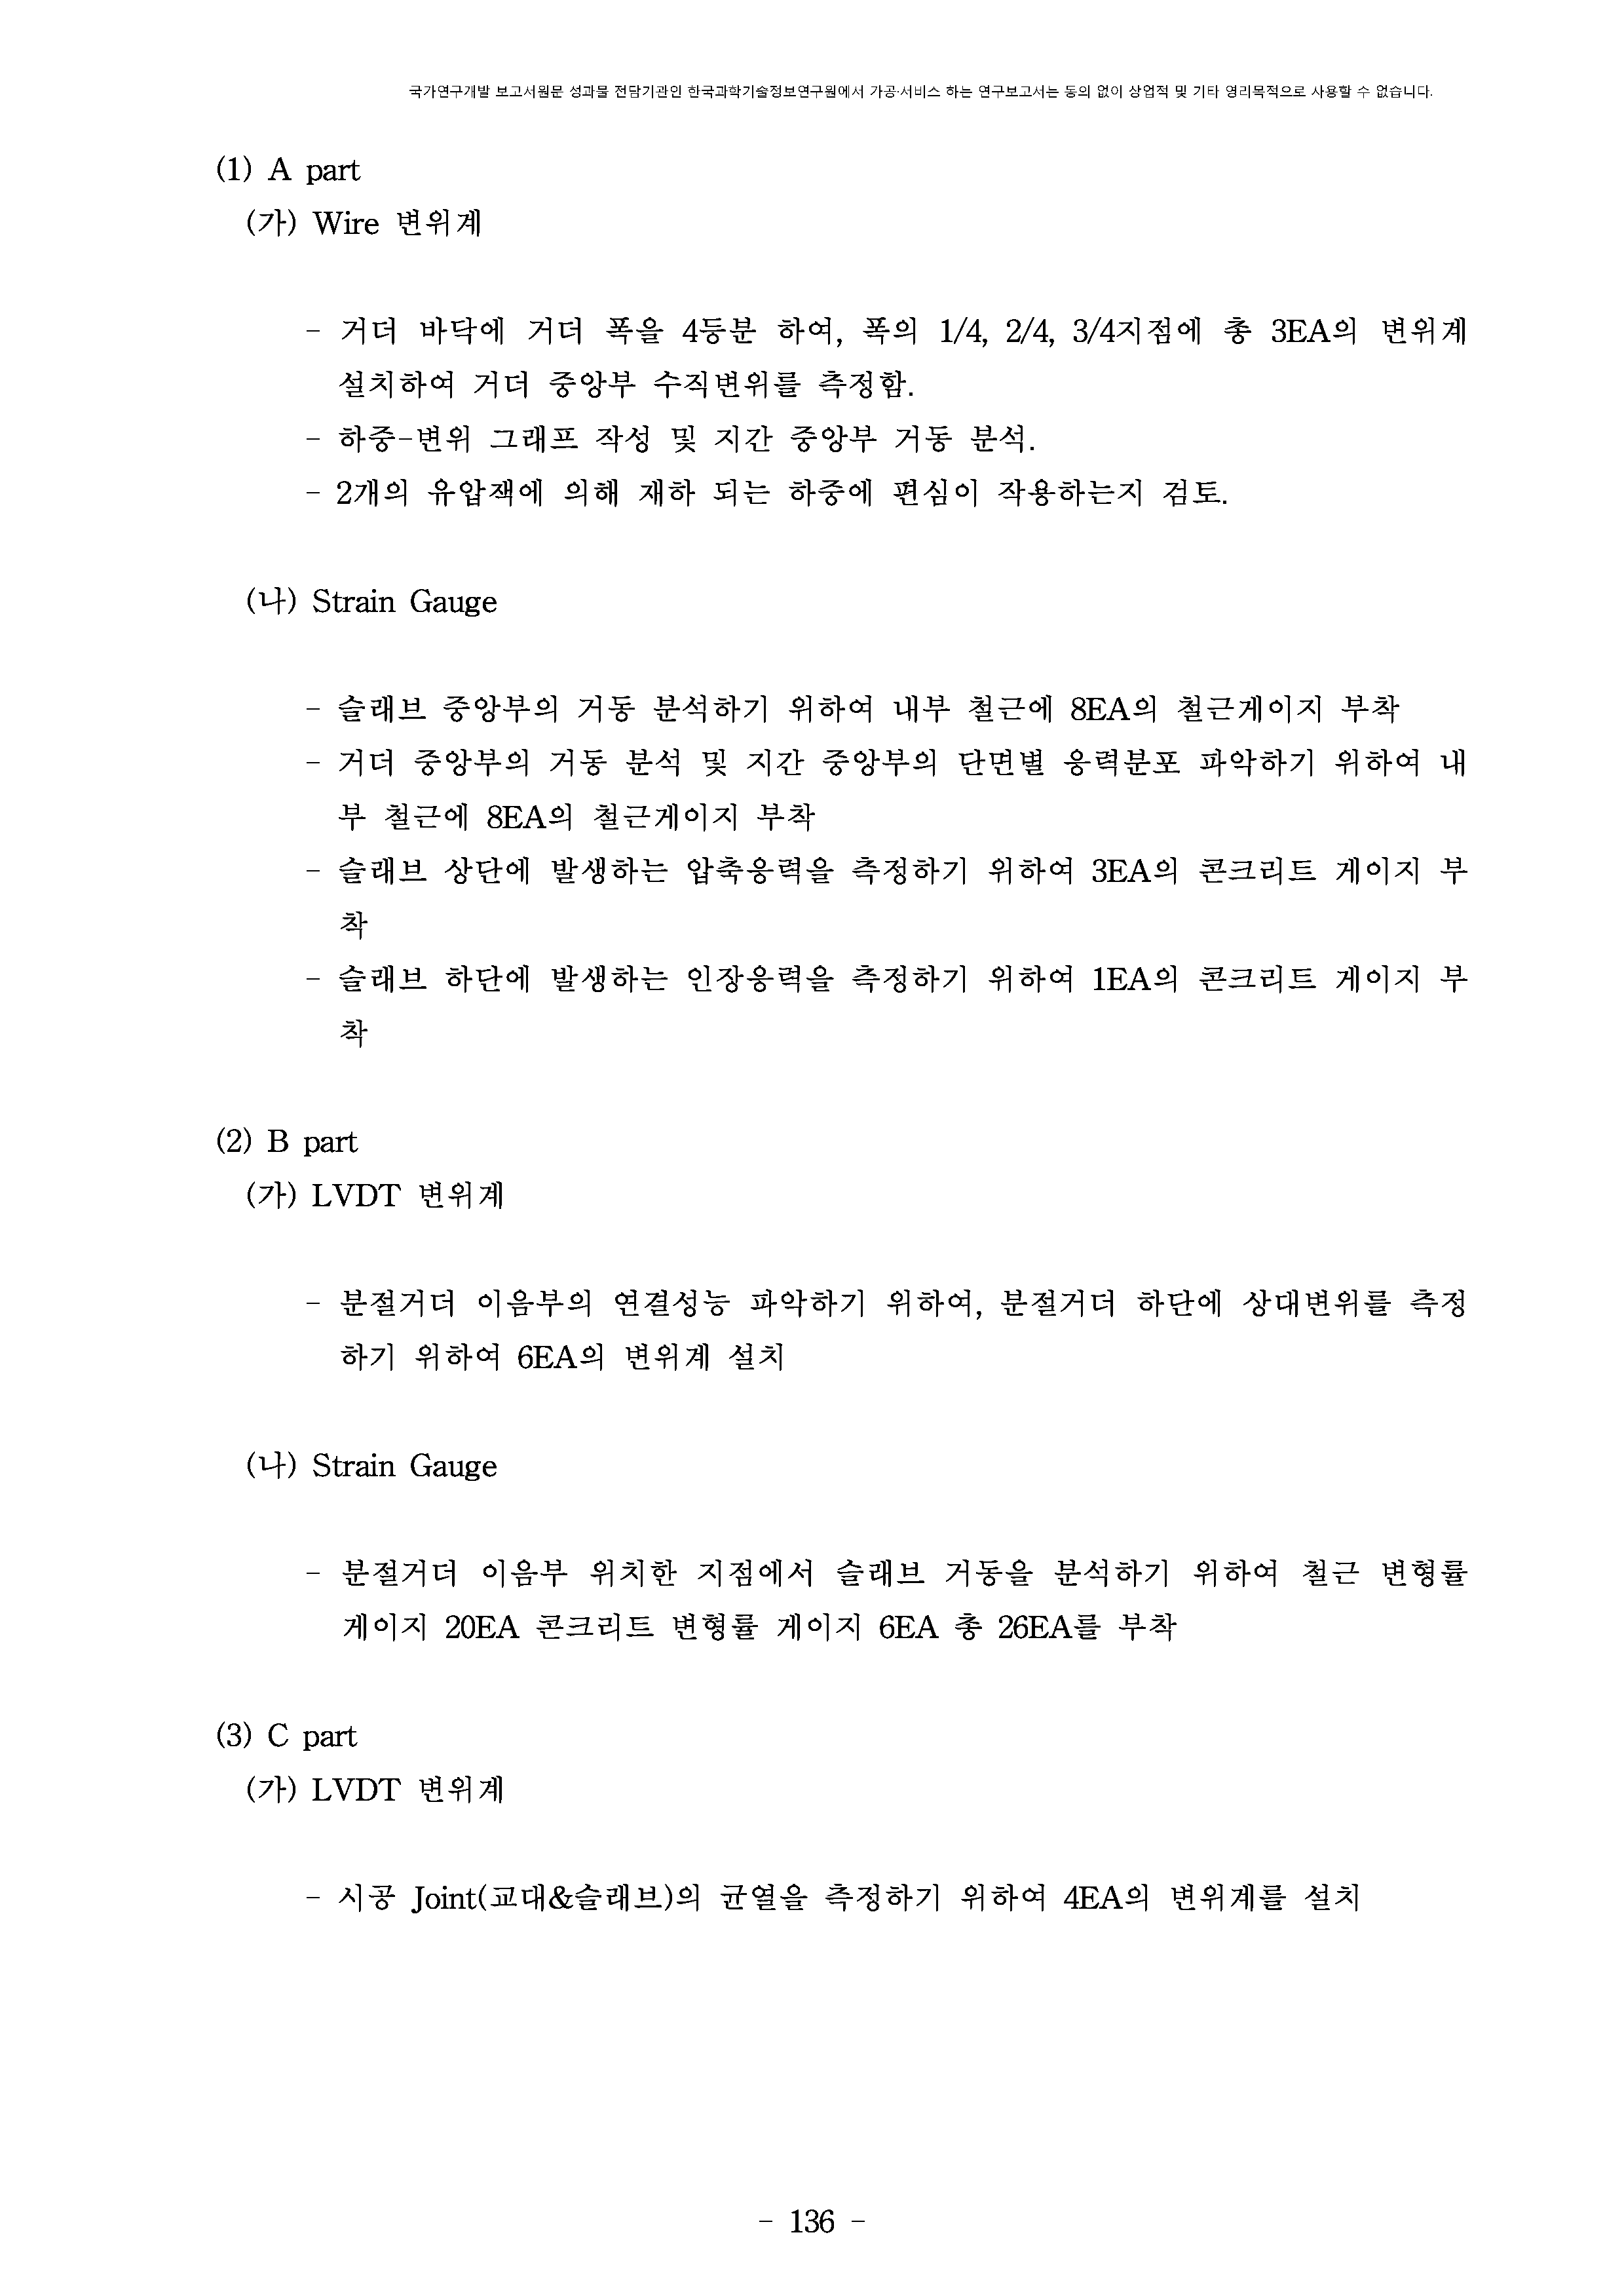 국가연구개발 보고서원문 성과물 전담기관인 한국과학기술정보연구원에서 가공·서비스 하는 연구보고서는 동의 없이 상업적 및 기타 영리목적으로 사용할 수 없습니다.
(1) A part
(가) Wire 변위계
- 거더 바닥에 거더 폭을 4등분 하여, 폭의 1/4, 2/4, 3/4지점에 총 3EA의 변위계
설치하여 거더 중앙부 수직변위를 측정함.
- 하중-변위 그래프 작성 및 지간 중앙부 거동 분석.
- 2개의 유압잭에 의해 재하 되는 하중에 편심이 작용하는지 검토.
(나) Strain Gauge
- 슬래브 중앙부의 거동 분석하기 위하여 내부 철근에 8EA의 철근게이지 부착
- 거더 중앙부의 거동 분석 및 지간 중앙부의 단면별 응력분포 파악하기 위하여 내
부 철근에 8EA의 철근게이지 부착
- 슬래브 상단에 발생하는 압축응력을 측정하기 위하여 3EA의 콘크리트 게이지 부
착
- 슬래브 하단에 발생하는 인장응력을 측정하기 위하여 1EA의 콘크리트 게이지 부
착
(2) B part
(가) LVDT 변위계
- 분절거더 이음부의 연결성능 파악하기 위하여, 분절거더 하단에 상대변위를 측정
하기 위하여 6EA의 변위계 설치
(나) Strain Gauge
- 분절거더 이음부 위치한 지점에서 슬래브 거동을 분석하기 위하여 철근 변형률
게이지 20EA 콘크리트 변형률 게이지 6EA 총 26EA를 부착
(3) C part
(가) LVDT 변위계
- 시공 Joint(교대&슬래브)의 균열을 측정하기 위하여 4EA의 변위계를 설치
- 136 -